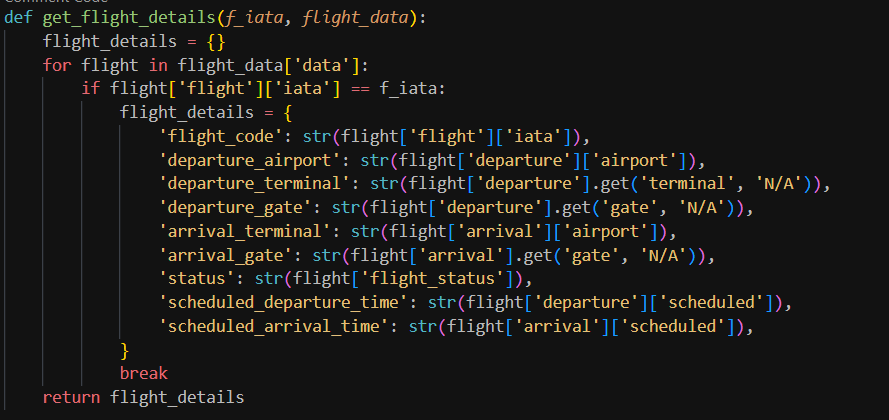 Comment Code
def get_flight_details(f_iata, flight_data):
    flight_details = {}
    for flight in flight_data['data']:
        if flight['flight']['iata'] == f_iata:
            flight_details = {
                'flight_code': str(flight['flight']['iata']),
                'departure_airport': str(flight['departure']['airport']),
                'departure_terminal': str(flight['departure'].get('terminal', 'N/A')),
                'departure_gate': str(flight['departure'].get('gate', 'N/A')),
                'arrival_terminal': str(flight['arrival']['airport']),
                'arrival_gate': str(flight['arrival'].get('gate', 'N/A')),
                'status': str(flight['flight_status']),
                'scheduled_departure_time': str(flight['departure']['scheduled']),
                'scheduled_arrival_time': str(flight['arrival']['scheduled']),
            }
            break
    return flight_details